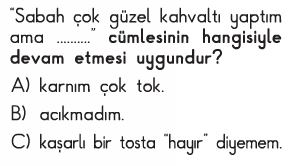 “Sabah çok güzel kahvaltı yaptım
ama ..........” cümlesinin hangisiyle
devam etmesi uygundur?
A) karnım çok tok.
B) acıkmadım.
C) kaşarlı bir tosta “hayır” diyemem.